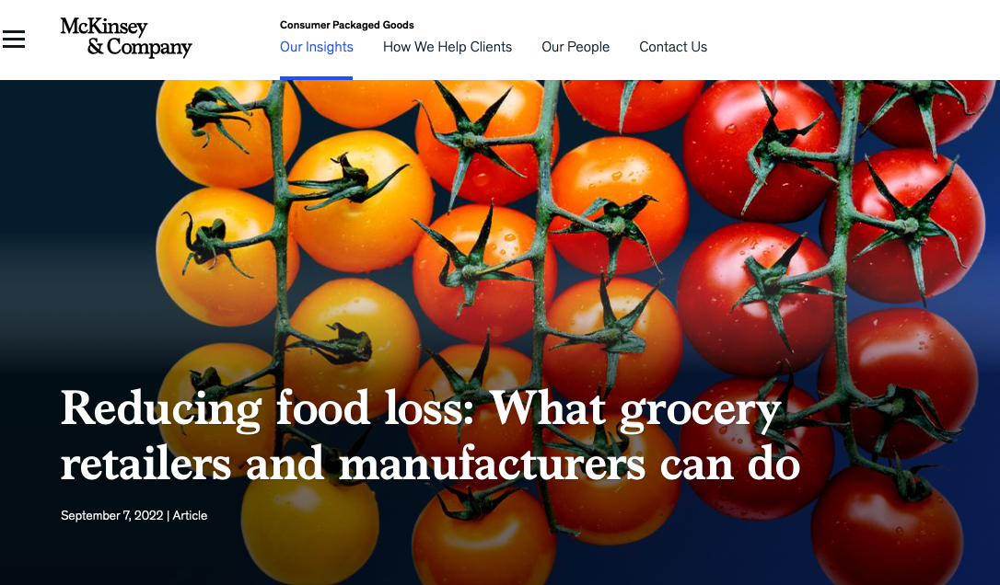 McKinsey
& Company
Consumer Packaged Goods
Our Insights How We Help Clients Our People Contact Us
Reducing food loss: What grocery
retailers and manufacturers can do
September 7, 2022 | Article